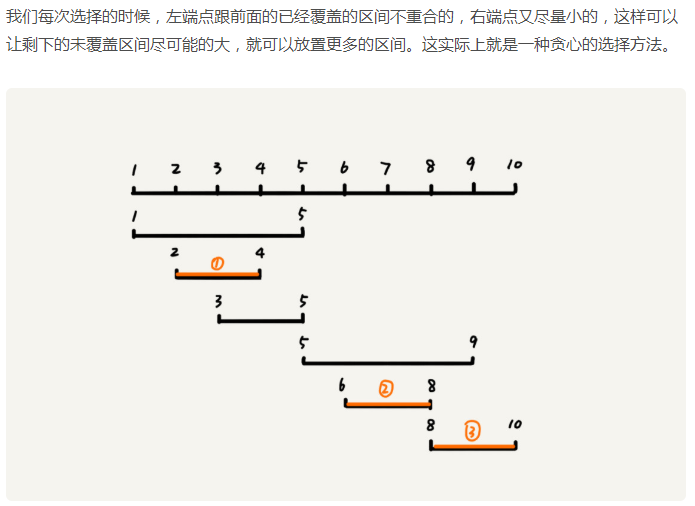 我们每次选择的时候，左端点跟前面的已经覆盖的区间不重合的，右端点又尽量小的，这样可以
让剩下的未覆盖区间尽可能的大，就可以放置更多的区间。这实际上就是一种贪心的选择方法。
1 2 3 4 5 6 7 8 9 10
1 5
2 ① 4
3 5
5 9
6 ② 8
8 ③ 10